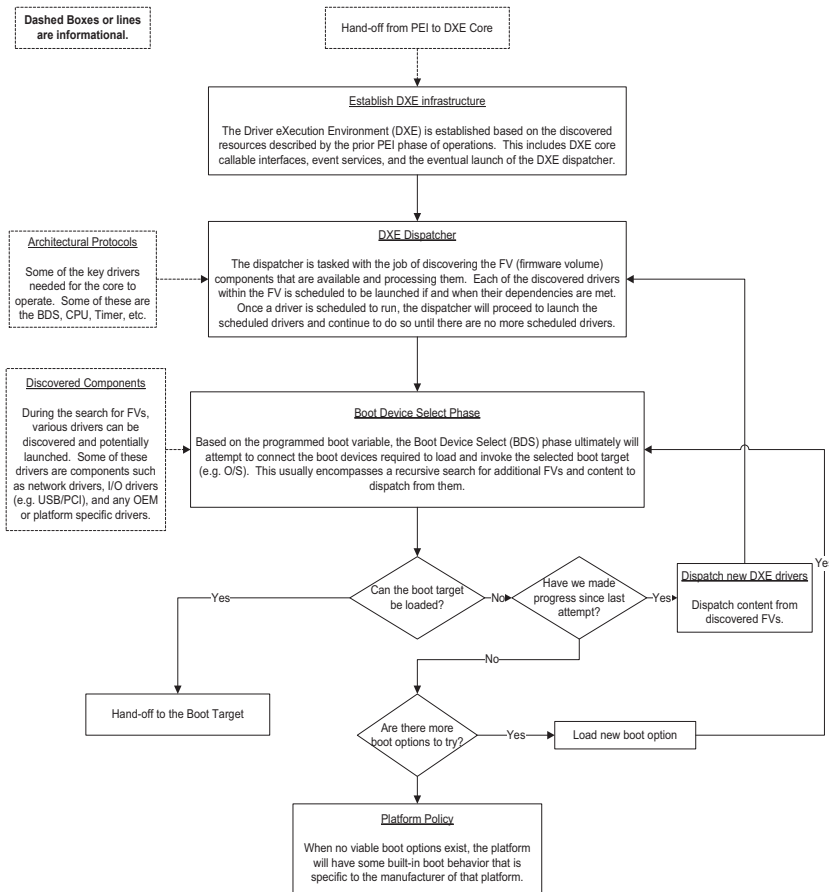 Dashed Boxes or lines
are informational.
Hand-off from PEI to DXE Core
Establish DXE infrastructure
The Driver eXecution Environment (DXE) is established based on the discovered
resources described by the prior PEI phase of operations. This includes DXE core
callable interfaces, event services, and the eventual launch of the DXE dispatcher.
Architectural Protocols
Some of the key drivers
needed for the core to
operate. Some of these are
the BDS, CPU, Timer, etc.
DXE Dispatcher
The dispatcher is tasked with the job of discovering the FV (firmware volume)
components that are available and processing them. Each of the discovered drivers
within the FV is scheduled to be launched if and when their dependencies are met.
Once a driver is scheduled to run, the dispatcher will proceed to launch the
scheduled drivers and continue to do so until there are no more scheduled drivers.
Discovered Components
During the search for FVs,
various drivers can be
discovered and potentially
launched. Some of these
drivers are components such
as network drivers, I/O drivers
(e.g. USB/PCI), and any OEM
or platform specific drivers.
Boot Device Select Phase
Based on the programmed boot variable, the Boot Device Select (BDS) phase ultimately will
attempt to connect the boot devices required to load and invoke the selected boot target
(e.g. O/S). This usually encompasses a recursive search for additional FVs and content to
dispatch from them.
Yes
Can the boot target
be loaded?
No
Have we made
progress since last
attempt?
Yes
Dispatch new DXE drivers
Dispatch content from
discovered FVs.
Ye
No
Hand-off to the Boot Target
Are there more
boot options to try?
Yes
Load new boot option
Platform Policy
When no viable boot options exist, the platform
will have some built-in boot behavior that is
specific to the manufacturer of that platform.